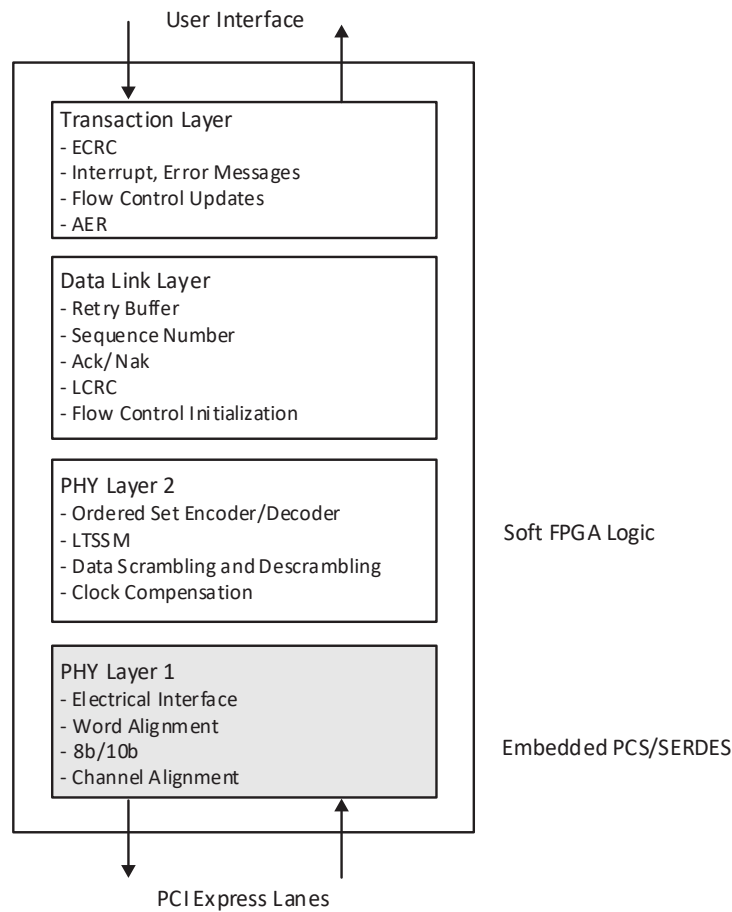 User Interface
Transaction Layer
- ECRC
- Interrupt, Error Messages
- Flow Control Updates
- AER
Data Link Layer
- Retry Buffer
- Sequence Number
- Ack/Nak
- LCRC
- Flow Control Initialization
PHY Layer 2
- Ordered Set Encoder/Decoder
- LTSSM
- Data Scrambling and Descrambling
- Clock Compensation
Soft FPGA Logic
PHY Layer 1
- Electrical Interface
- Word Alignment
- 8b/10b
- Channel Alignment
Embedded PCS/SERDES
PCI Express Lanes